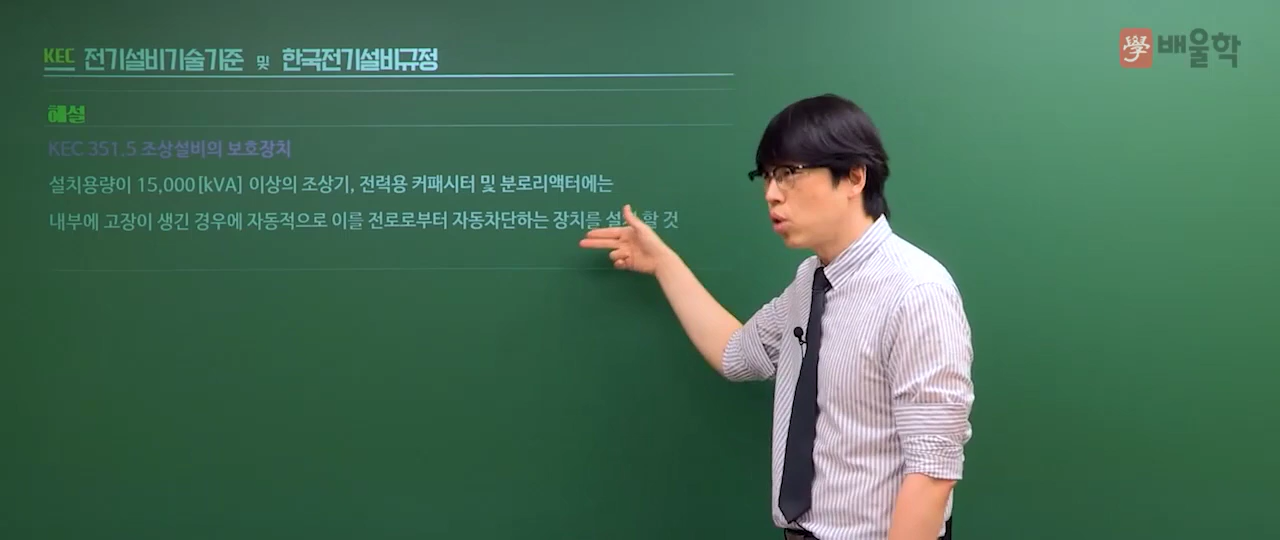 KEC 전기설비기술기준 및 한국전기설비규정
學 배울학
해설
KEC 351.5 조상설비의 보호장치
설치용량이 15,000[kVA] 이상의 조상기, 전력용 커패시터 및 분로리액터에는
내부에 고장이 생긴 경우에 자동적으로 이를 전로로부터 자동차단하는 장치를 설치할 것